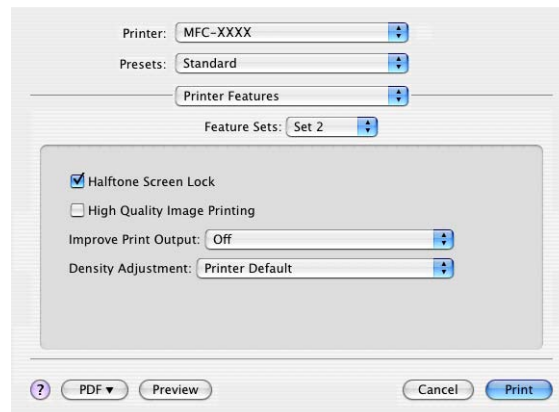 Printer: MFC-XXXX
Presets: Standard
Printer Features
Feature Sets: Set 2
Halftone Screen Lock
High Quality Image Printing
Improve Print Output: Off
Density Adjustment: Printer Default
? PDF ▼ Preview Cancel Print